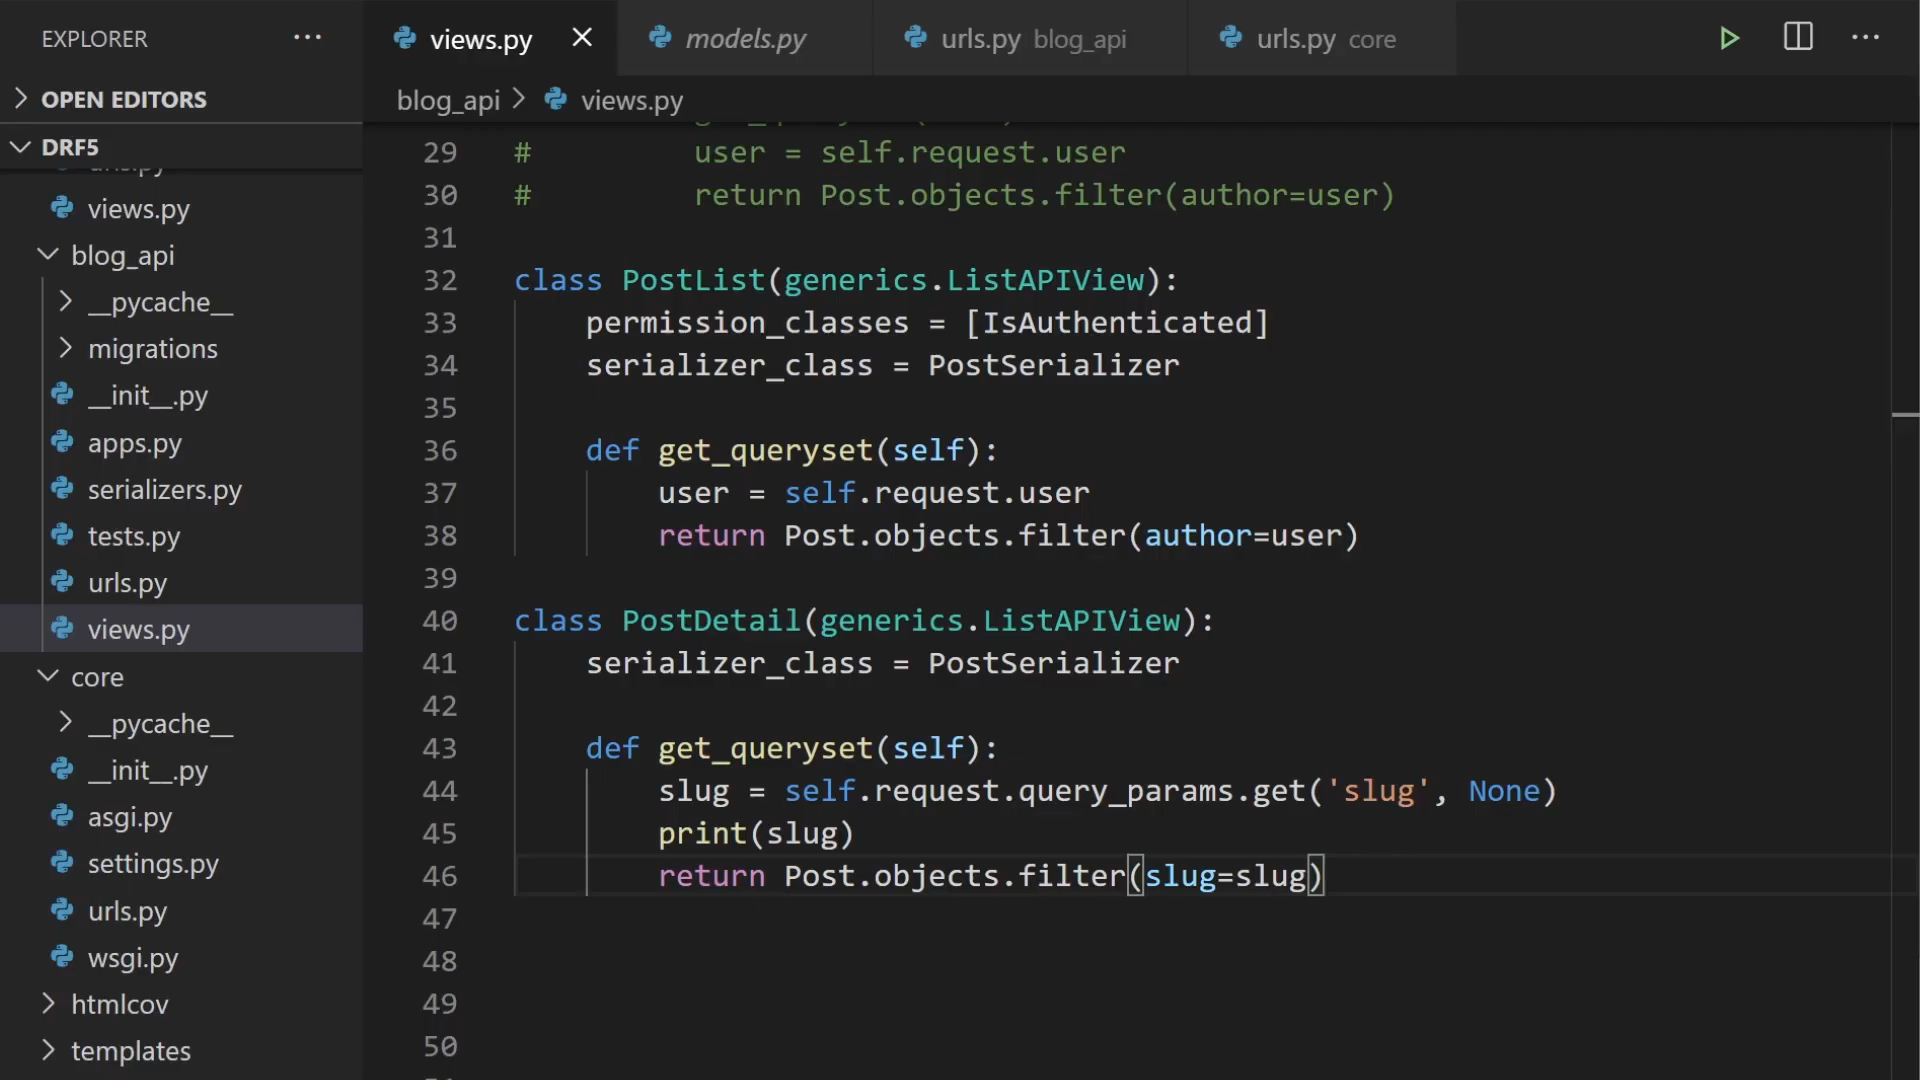 EXPLORER
OPEN EDITORS
DRF5
views.py
blog_api
__pycache__
migrations
__init__.py
apps.py
serializers.py
tests.py
urls.py
views.py
core
__pycache__
__init__.py
asgi.py
settings.py
urls.py
wsgi.py
htmlcov
templates
views.py
models.py
urls.py blog_api
urls.py core
blog_api > views.py
29 # user = self.request.user
30 # return Post.objects.filter(author=user)
31
32 class PostList(generics.ListAPIView):
33 permission_classes = [IsAuthenticated]
34 serializer_class = PostSerializer
35
36 def get_queryset(self):
37 user = self.request.user
38 return Post.objects.filter(author=user)
39
40 class PostDetail(generics.ListAPIView):
41 serializer_class = PostSerializer
42
43 def get_queryset(self):
44 slug = self.request.query_params.get('slug', None)
45 print(slug)
46 return Post.objects.filter(slug=slug)
47
48
49
50